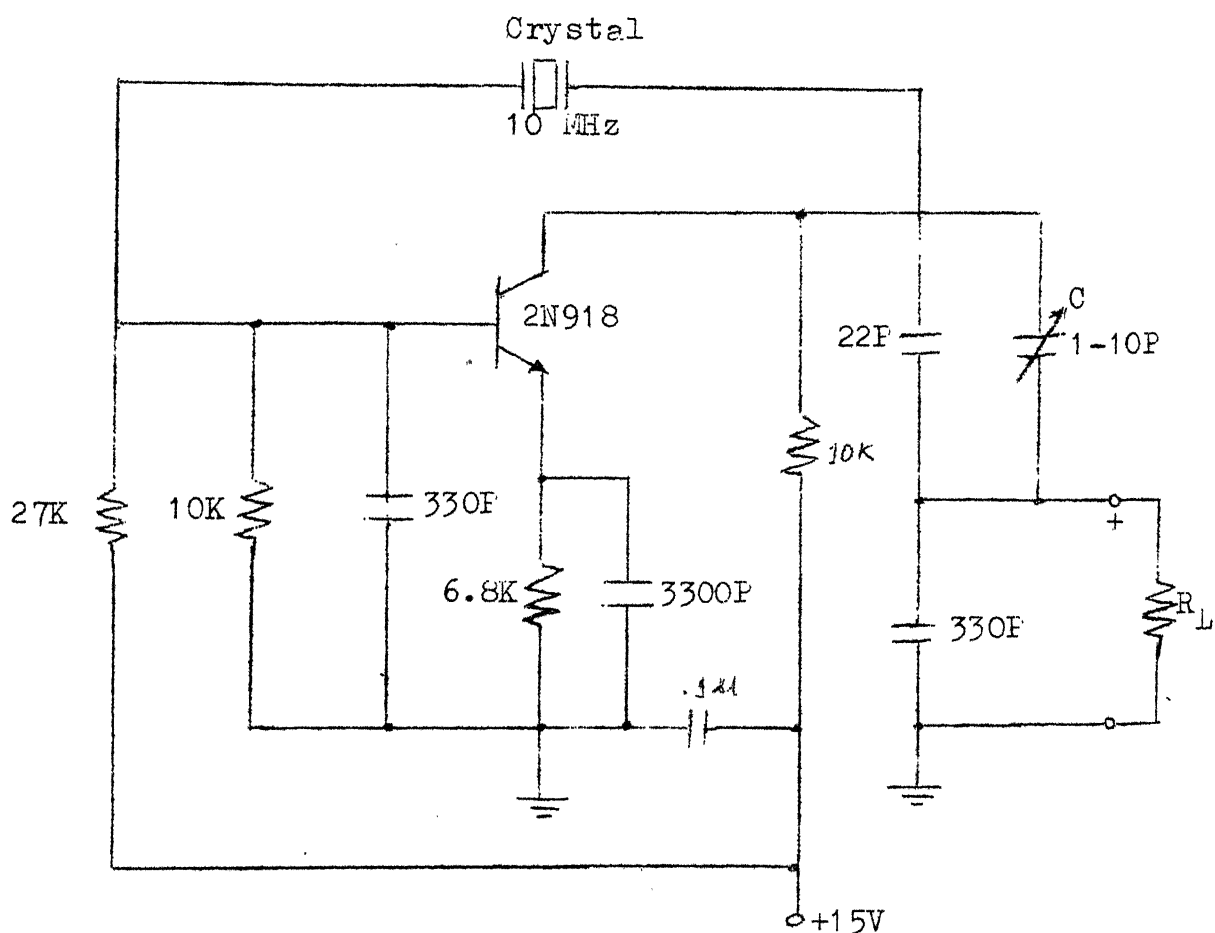 Crystal
10 MHz
2N918
C
22P
1-10P
10K
27K
10K
330P
+
6.8K
3300P
330P
RL
+15V